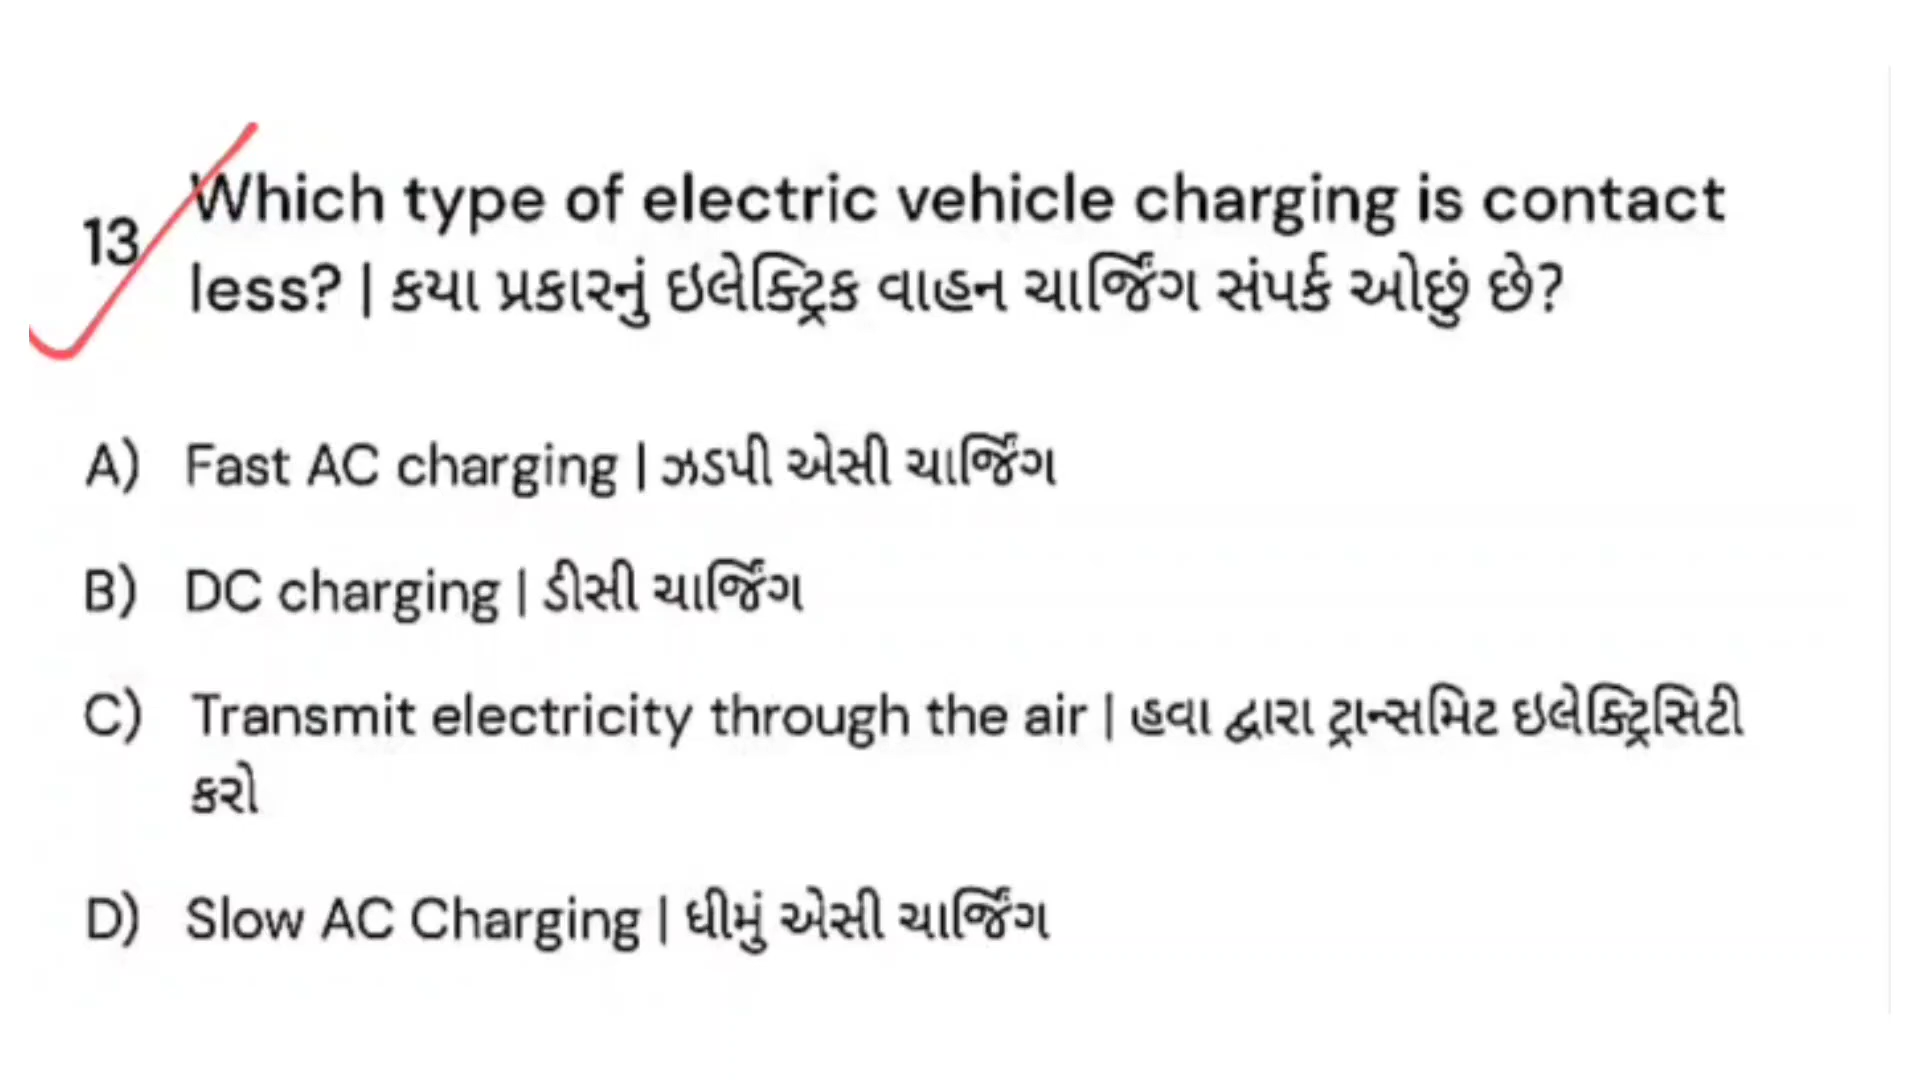 13 Which type of electric vehicle charging is contact
less? | કયા પ્રકારનું ઇલેક્ટ્રિક વાહન ચાર્જિંગ સંપર્ક ઓછું છે?
A) Fast AC charging | ઝડપી એસી ચાર્જિંગ
B) DC charging | ડીસી ચાર્જિંગ
C) Transmit electricity through the air | હવા દ્વારા ટ્રાન્સમિટ ઇલેક્ટ્રિસિટી
કરો
D) Slow AC Charging | ધીમું એસી ચાર્જિંગ